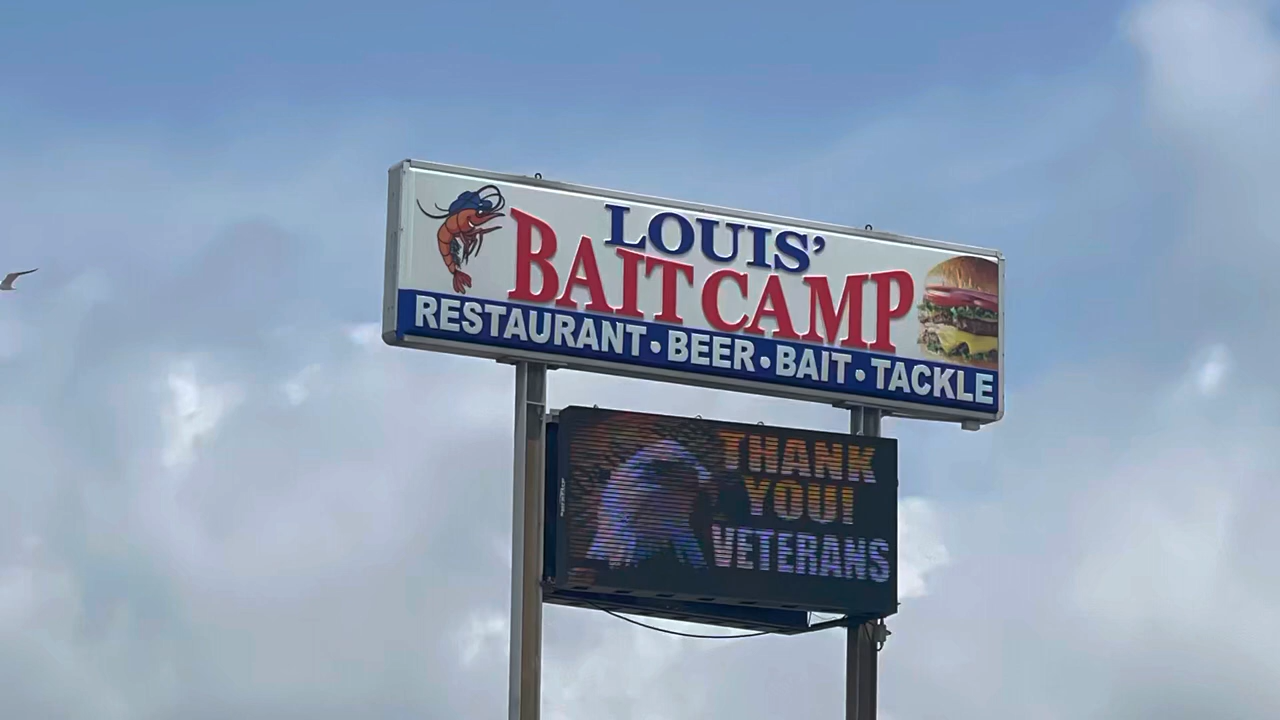 LOUIS'
BAIT CAMP
RESTAURANT • BEER • BAIT • TACKLE
THANK
YOU!
VETERANS